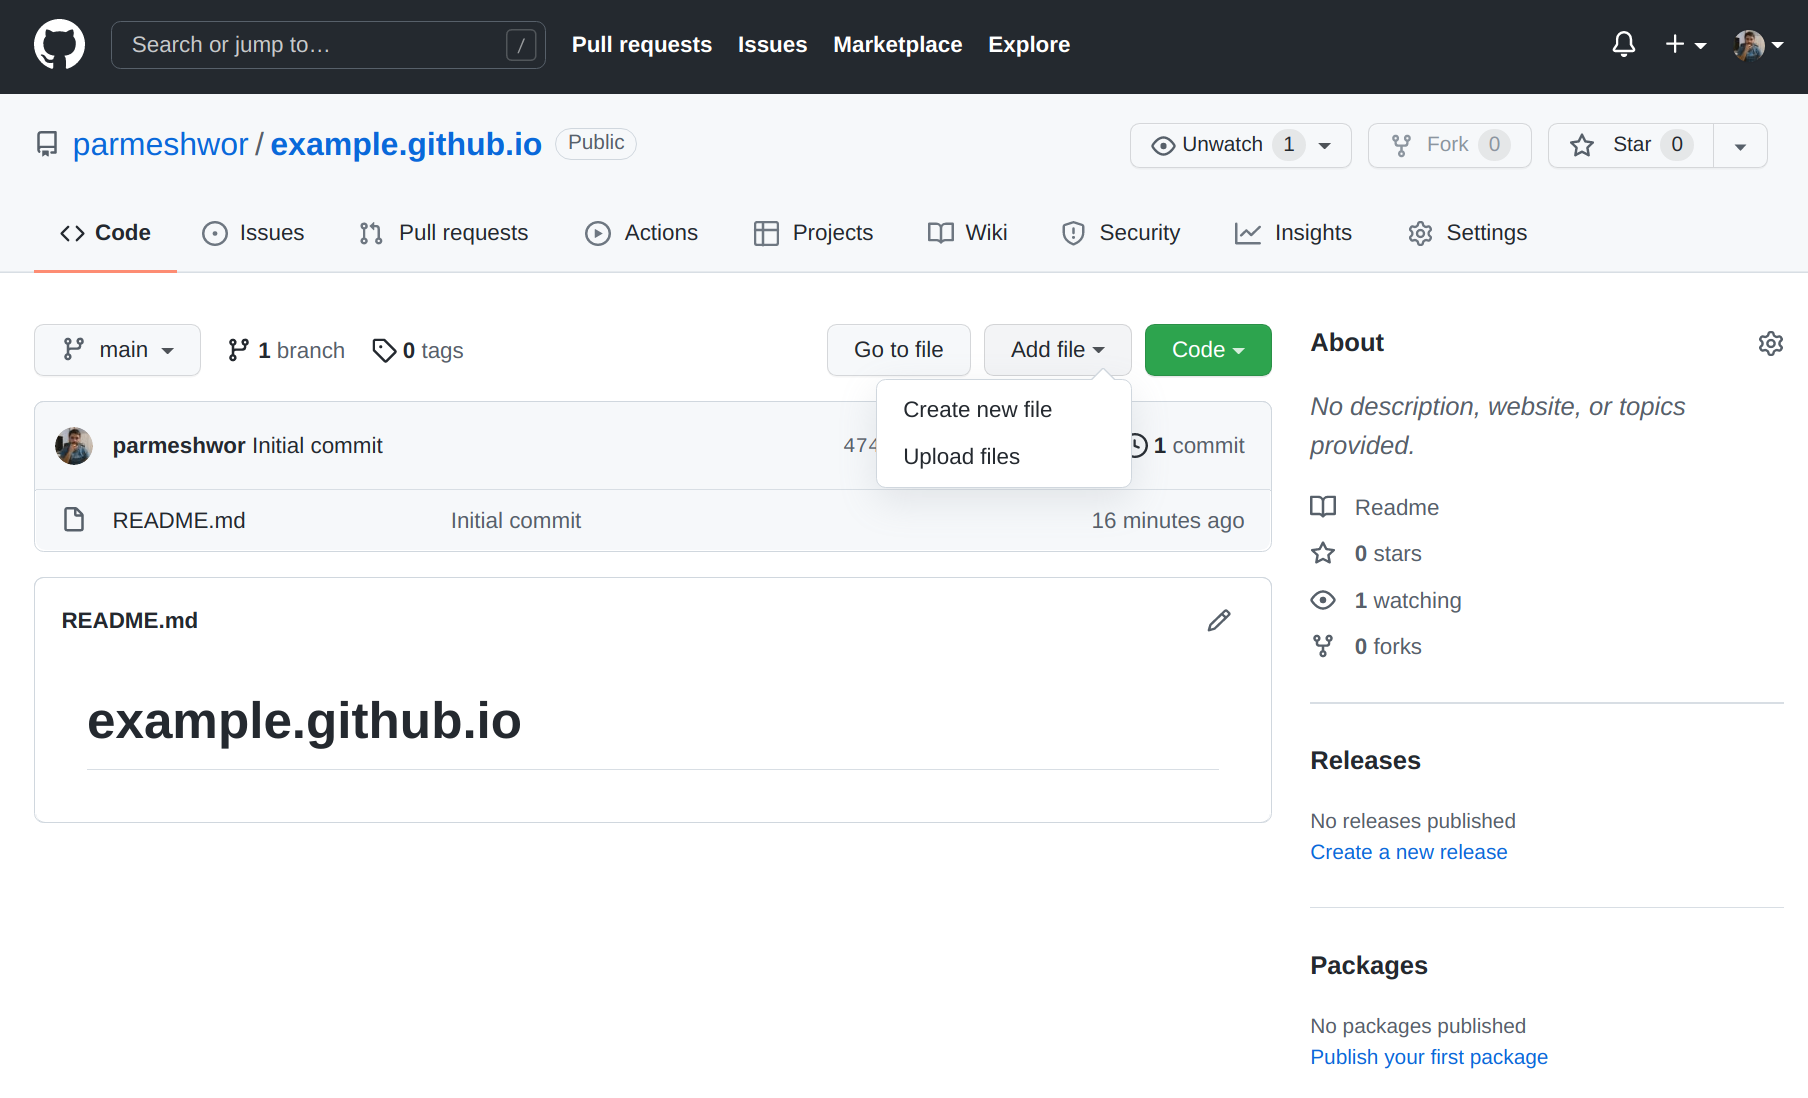 Search or jump to… /
Pull requests Issues Marketplace Explore
parmeshwor / example.github.io Public
Unwatch 1 Fork 0 Star 0
Code Issues Pull requests Actions Projects Wiki Security Insights Settings
main 1 branch 0 tags
Go to file Add file Code
Create new file
Upload files
parmeshwor Initial commit 474 1 commit
README.md Initial commit 16 minutes ago
README.md
example.github.io
About
No description, website, or topics
provided.
Readme
0 stars
1 watching
0 forks
Releases
No releases published
Create a new release
Packages
No packages published
Publish your first package